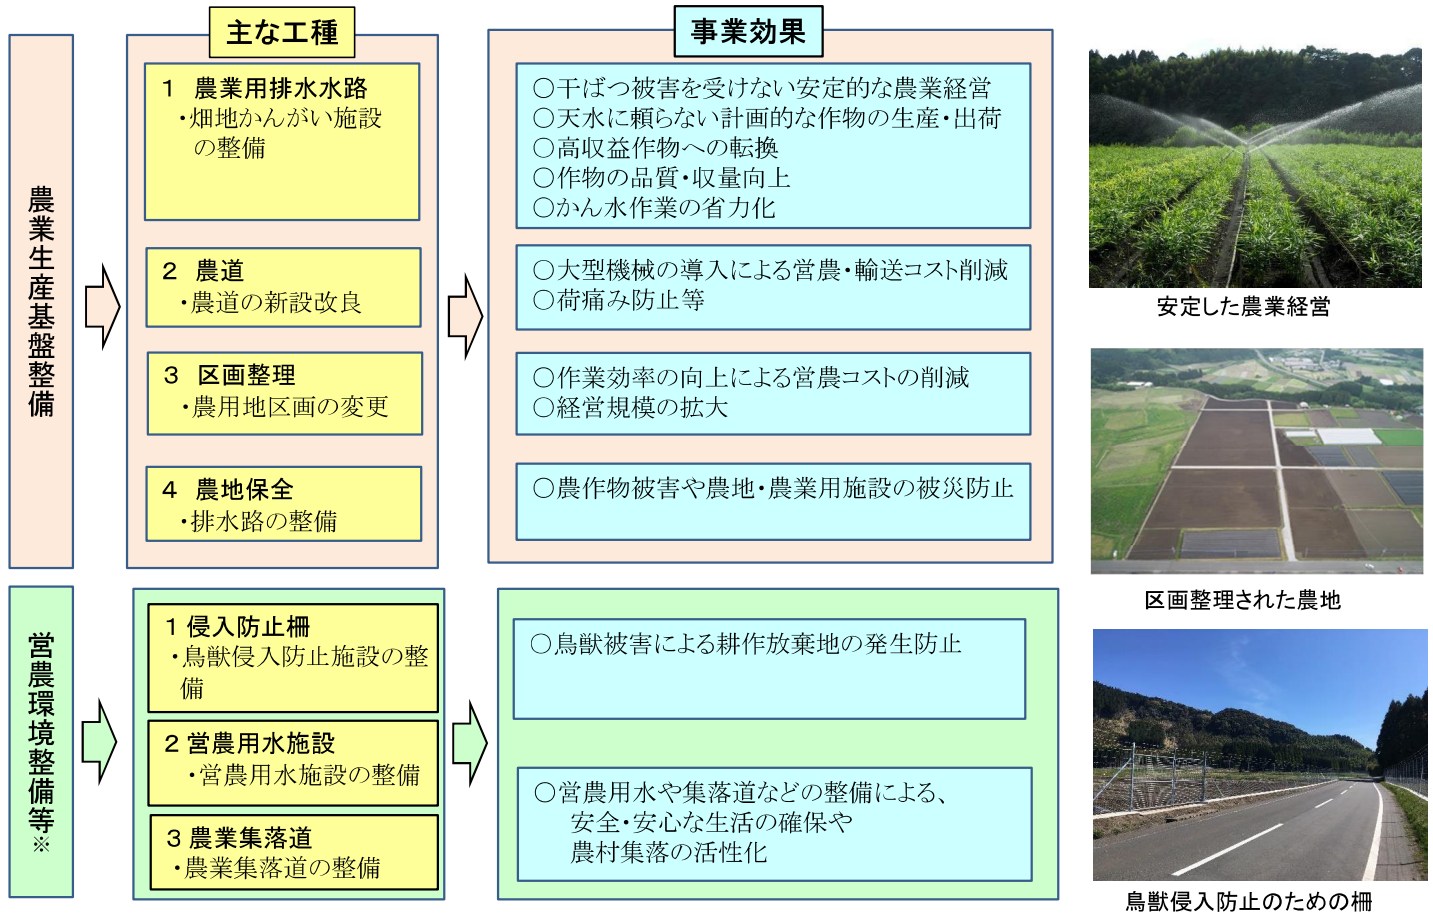 主な工種
事業効果
農業生産基盤整備
１　農業用排水水路
・畑地かんがい施設
の整備
２　農道
・農道の新設改良
３　区画整理
・農用地区画の変更
４　農地保全
・排水路の整備
○干ばつ被害を受けない安定的な農業経営
○天水に頼らない計画的な作物の生産・出荷
○高収益作物への転換
○作物の品質・収量向上
○かん水作業の省力化
○大型機械の導入による営農・輸送コスト削減
○荷痛み防止等
○作業効率の向上による営農コストの削減
○経営規模の拡大
○農作物被害や農地・農業用施設の被災防止
営農環境整備等※
１ 侵入防止柵
・鳥獣侵入防止施設の整
備
２ 営農用水施設
・営農用水施設の整備
３ 農業集落道
・農業集落道の整備
○鳥獣被害による耕作放棄地の発生防止
○営農用水や集落道などの整備による、
安全・安心な生活の確保や
農村集落の活性化
安定した農業経営
区画整理された農地
鳥獣侵入防止のための柵